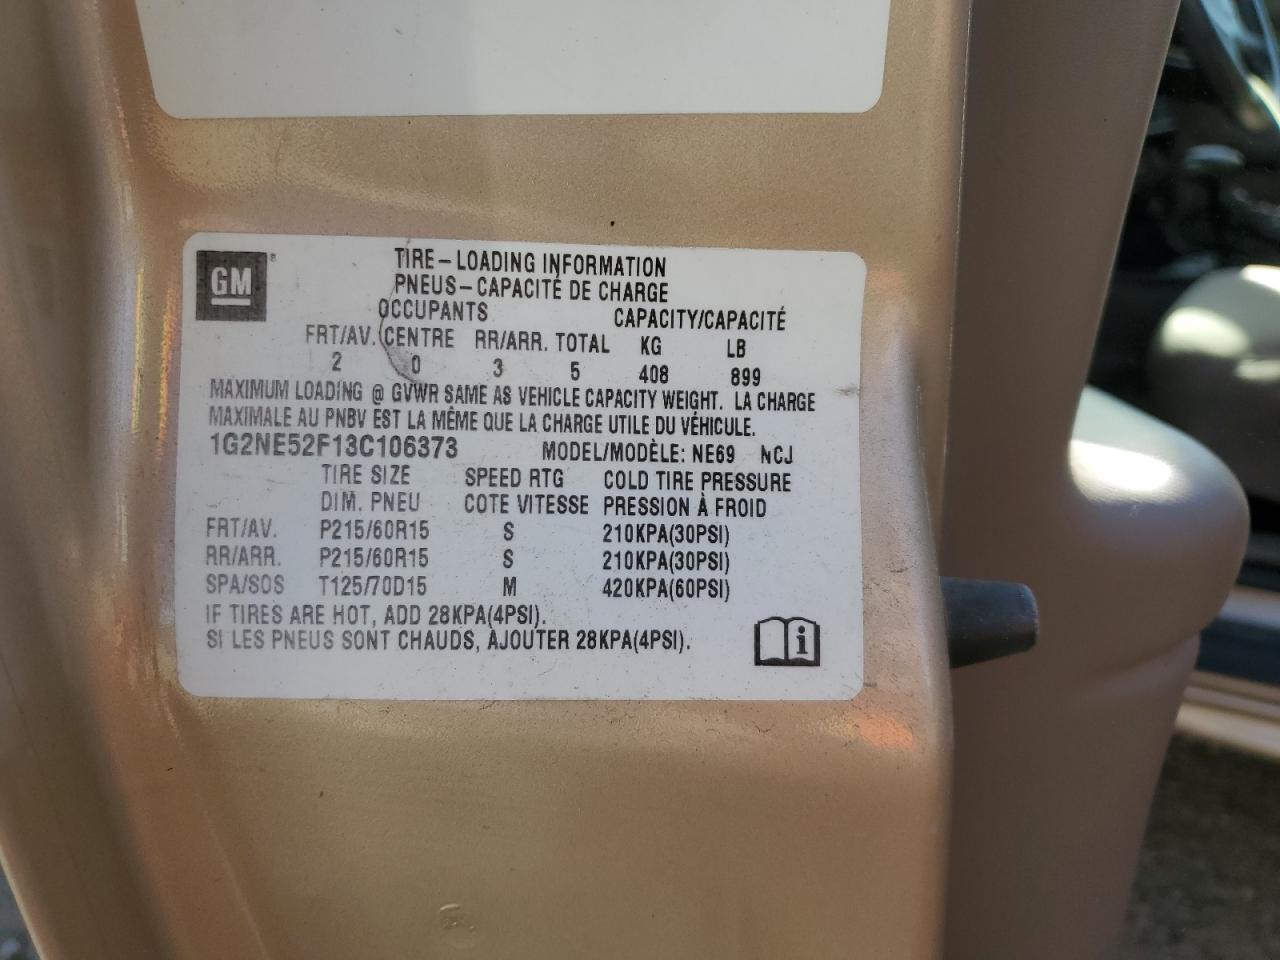 GM
TIRE-LOADING INFORMATION
PNEUS-CAPACITÉ DE CHARGE
OCCUPANTS CAPACITY/CAPACITÉ
FRT/AV. CENTRE RR/ARR. TOTAL KG LB
2 0 3 5 408 899
MAXIMUM LOADING @ GVWR SAME AS VEHICLE CAPACITY WEIGHT. LA CHARGE
MAXIMALE AU PNBV EST LA MÊME QUE LA CHARGE UTILE DU VÉHICULE.
1G2NE52F13C106373 MODEL/MODÈLE: NE69 NCJ
TIRE SIZE SPEED RTG COLD TIRE PRESSURE
DIM. PNEU COTE VITESSE PRESSION À FROID
FRT/AV. P215/60R15 S 210KPA(30PSI)
RR/ARR. P215/60R15 S 210KPA(30PSI)
SPA/SOS T125/70D15 M 420KPA(60PSI)
IF TIRES ARE HOT, ADD 28KPA(4PSI).
SI LES PNEUS SONT CHAUDS, AJOUTER 28KPA(4PSI).